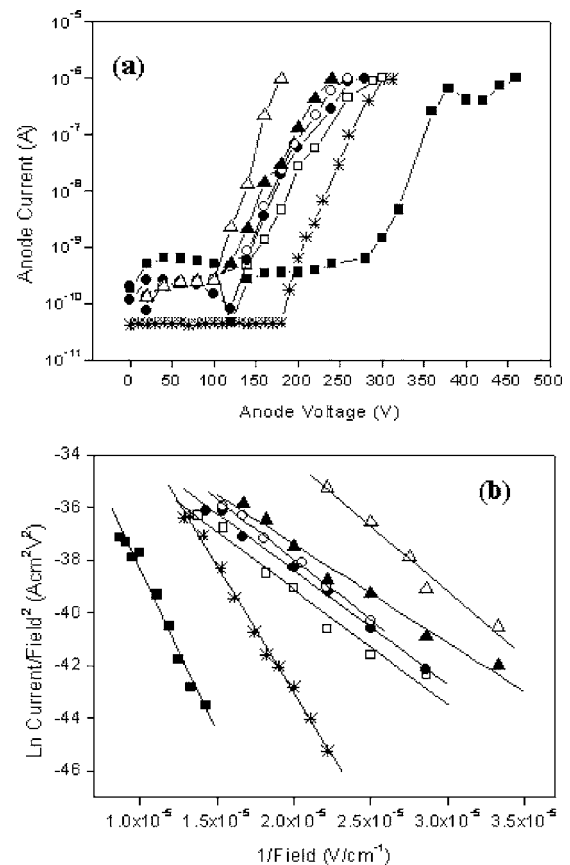 (a)
10⁻⁵
10⁻⁶
10⁻⁷
10⁻⁸
10⁻⁹
10⁻¹⁰
10⁻¹¹
Anode Current (A)
0 50 100 150 200 250 300 350 400 450 500
Anode Voltage (V)
(b)
-34
-36
-38
-40
-42
-44
-46
Ln Current/Field² (Acm²V²)
1.0x10⁻⁵ 1.5x10⁻⁵ 2.0x10⁻⁵ 2.5x10⁻⁵ 3.0x10⁻⁵ 3.5x10⁻⁵
1/Field (V/cm⁻¹)